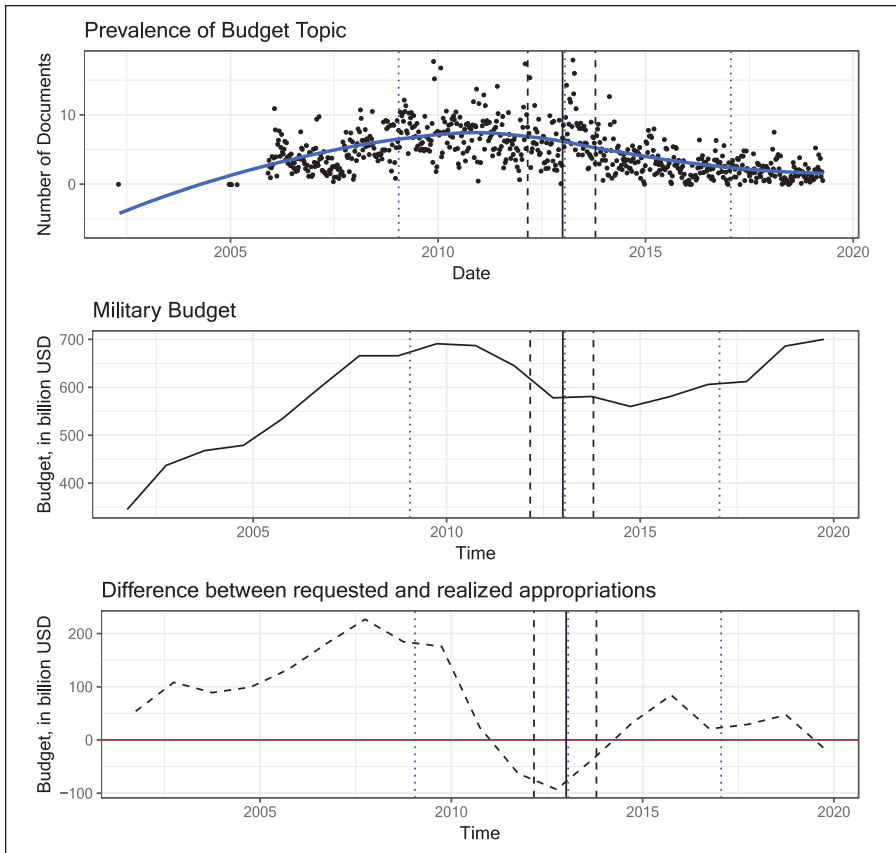 Prevalence of Budget Topic
Number of Documents
10
0
2005
2010
2015
2020
Date
Military Budget
Budget, in billion USD
700
600
500
400
2005
2010
2015
2020
Time
Difference between requested and realized appropriations
Budget, in billion USD
200
100
0
−100
2005
2010
2015
2020
Time